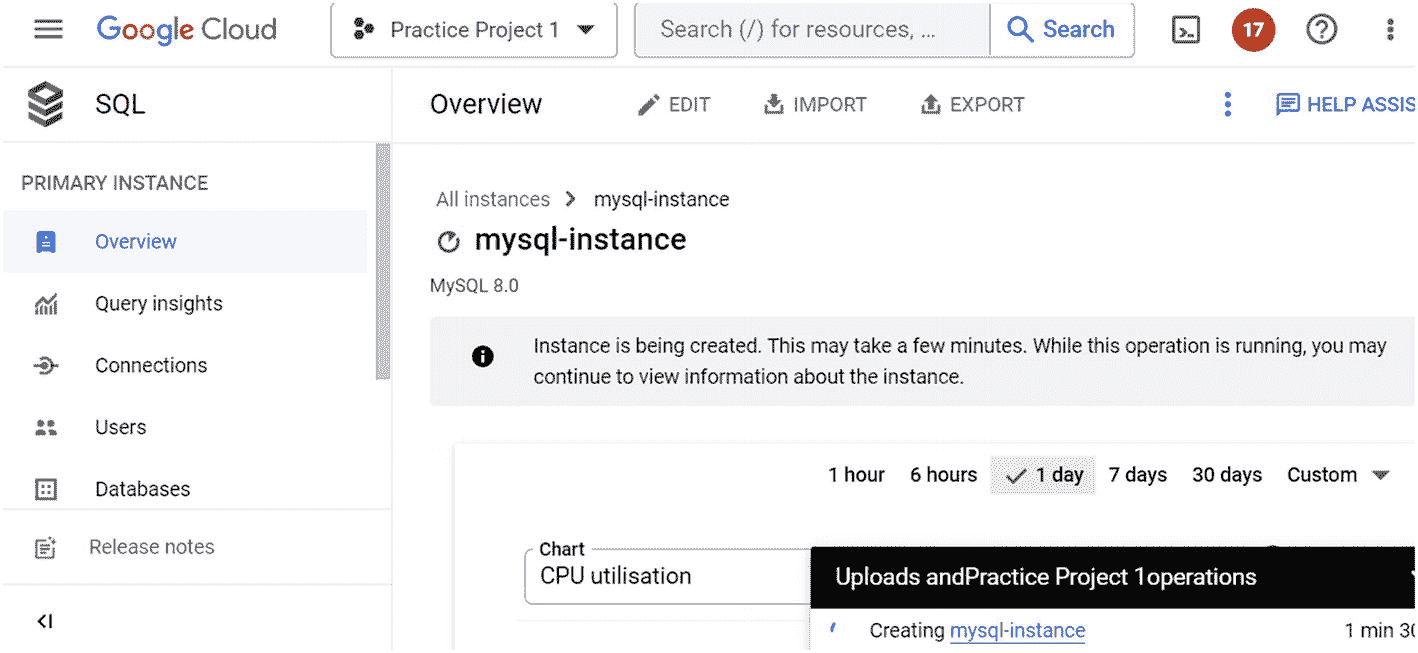 Google Cloud
Practice Project 1
Search (/) for resources, ...
Search
17
SQL
Overview
EDIT
IMPORT
EXPORT
HELP ASSIS
PRIMARY INSTANCE
Overview
Query insights
Connections
Users
Databases
Release notes
All instances
mysql-instance
mysql-instance
MySQL 8.0
Instance is being created. This may take a few minutes. While this operation is running, you may
continue to view information about the instance.
1 hour 6 hours 1 day 7 days 30 days Custom
Chart
CPU utilisation
Uploads andPractice Project 1operations
Creating mysql-instance
1 min 30